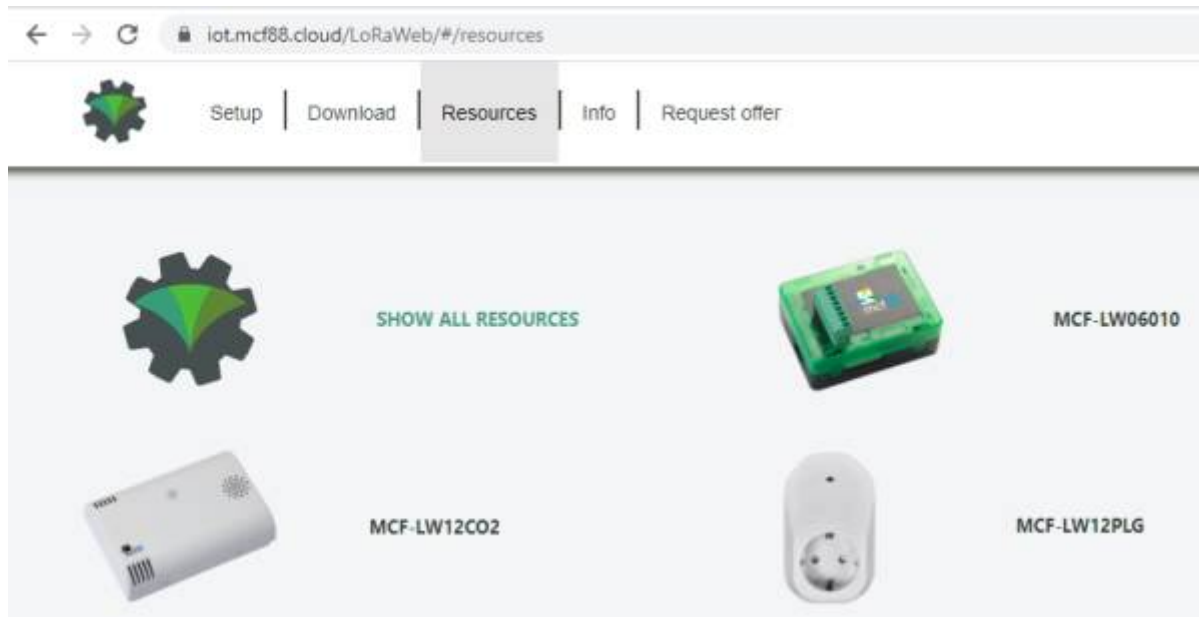 iot.mcf88.cloud/LoRaWeb/#/resources
Setup Download Resources Info Request offer
SHOW ALL RESOURCES
MCF-LW06010
MCF-LW12CO2
MCF-LW12PLG